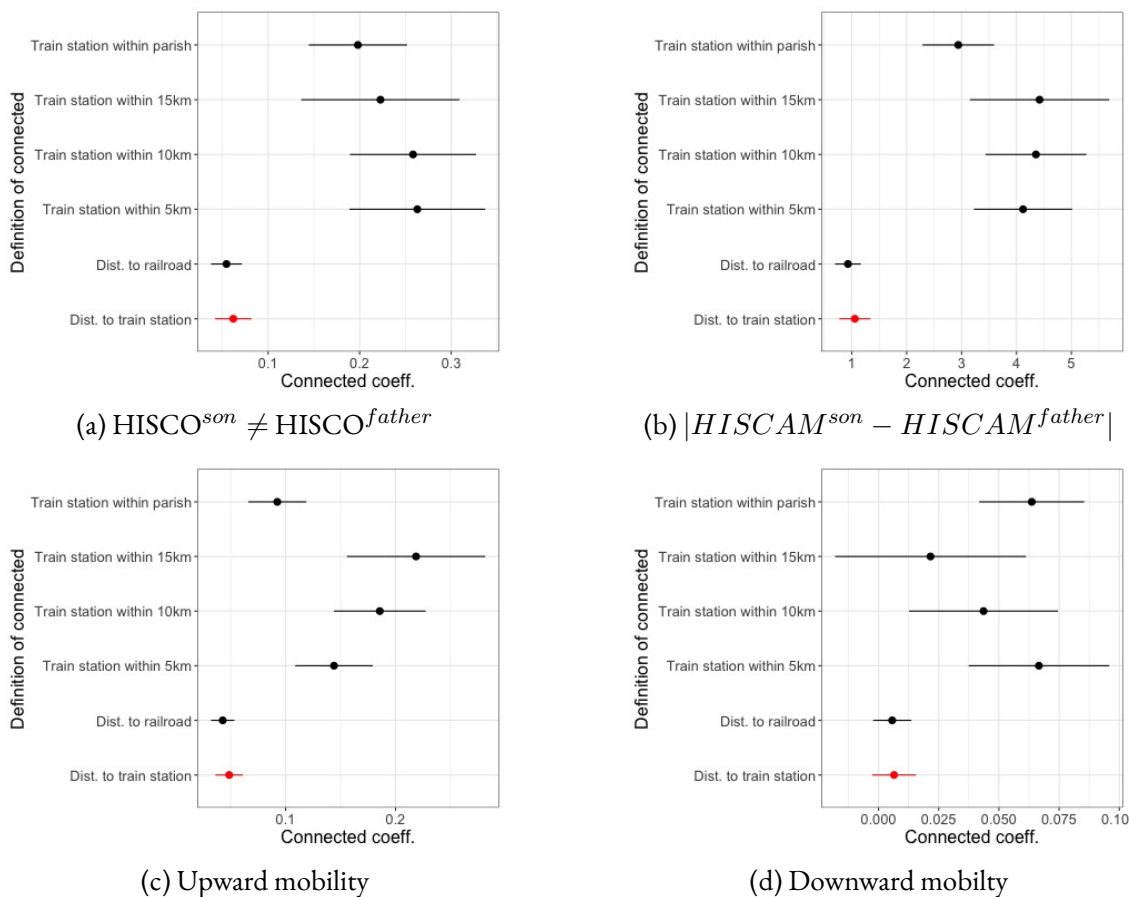 Definition of connected
Train station within parish
Train station within 15km
Train station within 10km
Train station within 5km
Dist. to railroad
Dist. to train station
0.1 0.2 0.3
Connected coeff.
(a) HISCO^son ≠ HISCO^father
Definition of connected
Train station within parish
Train station within 15km
Train station within 10km
Train station within 5km
Dist. to railroad
Dist. to train station
1 2 3 4 5
Connected coeff.
(b) |HISCAM^son − HISCAM^father|
Definition of connected
Train station within parish
Train station within 15km
Train station within 10km
Train station within 5km
Dist. to railroad
Dist. to train station
0.1 0.2
Connected coeff.
(c) Upward mobility
Definition of connected
Train station within parish
Train station within 15km
Train station within 10km
Train station within 5km
Dist. to railroad
Dist. to train station
0.000 0.025 0.050 0.075 0.10
Connected coeff.
(d) Downward mobilty